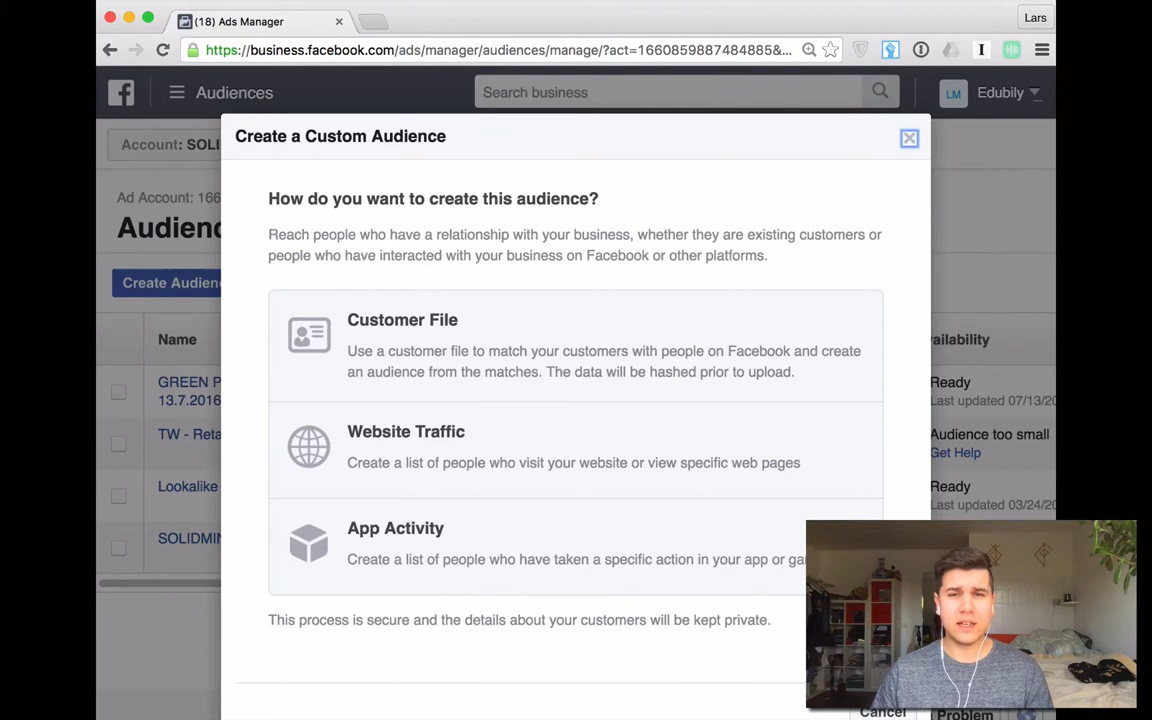 (18) Ads Manager
Lars
https://business.facebook.com/ads/manager/audiences/manage/?act=1660859887484885&...
Audiences
Search business
LM
Edubily
Account: SOLI
Create a Custom Audience
Ad Account: 166
How do you want to create this audience?
Audienc
Reach people who have a relationship with your business, whether they are existing customers or
people who have interacted with your business on Facebook or other platforms.
Create Audien
Customer File
Use a customer file to match your customers with people on Facebook and create
an audience from the matches. The data will be hashed prior to upload.
Name
vailability
GREEN P
13.7.2016
Ready
Last updated 07/13/20
Website Traffic
Create a list of people who visit your website or view specific web pages
TW - Reta
Audience too small
Get Help
Lookalike
Ready
Last updated 03/24/20
App Activity
Create a list of people who have taken a specific action in your app or ga
SOLIDMIN
This process is secure and the details about your customers will be kept private.
Cancel
Problem